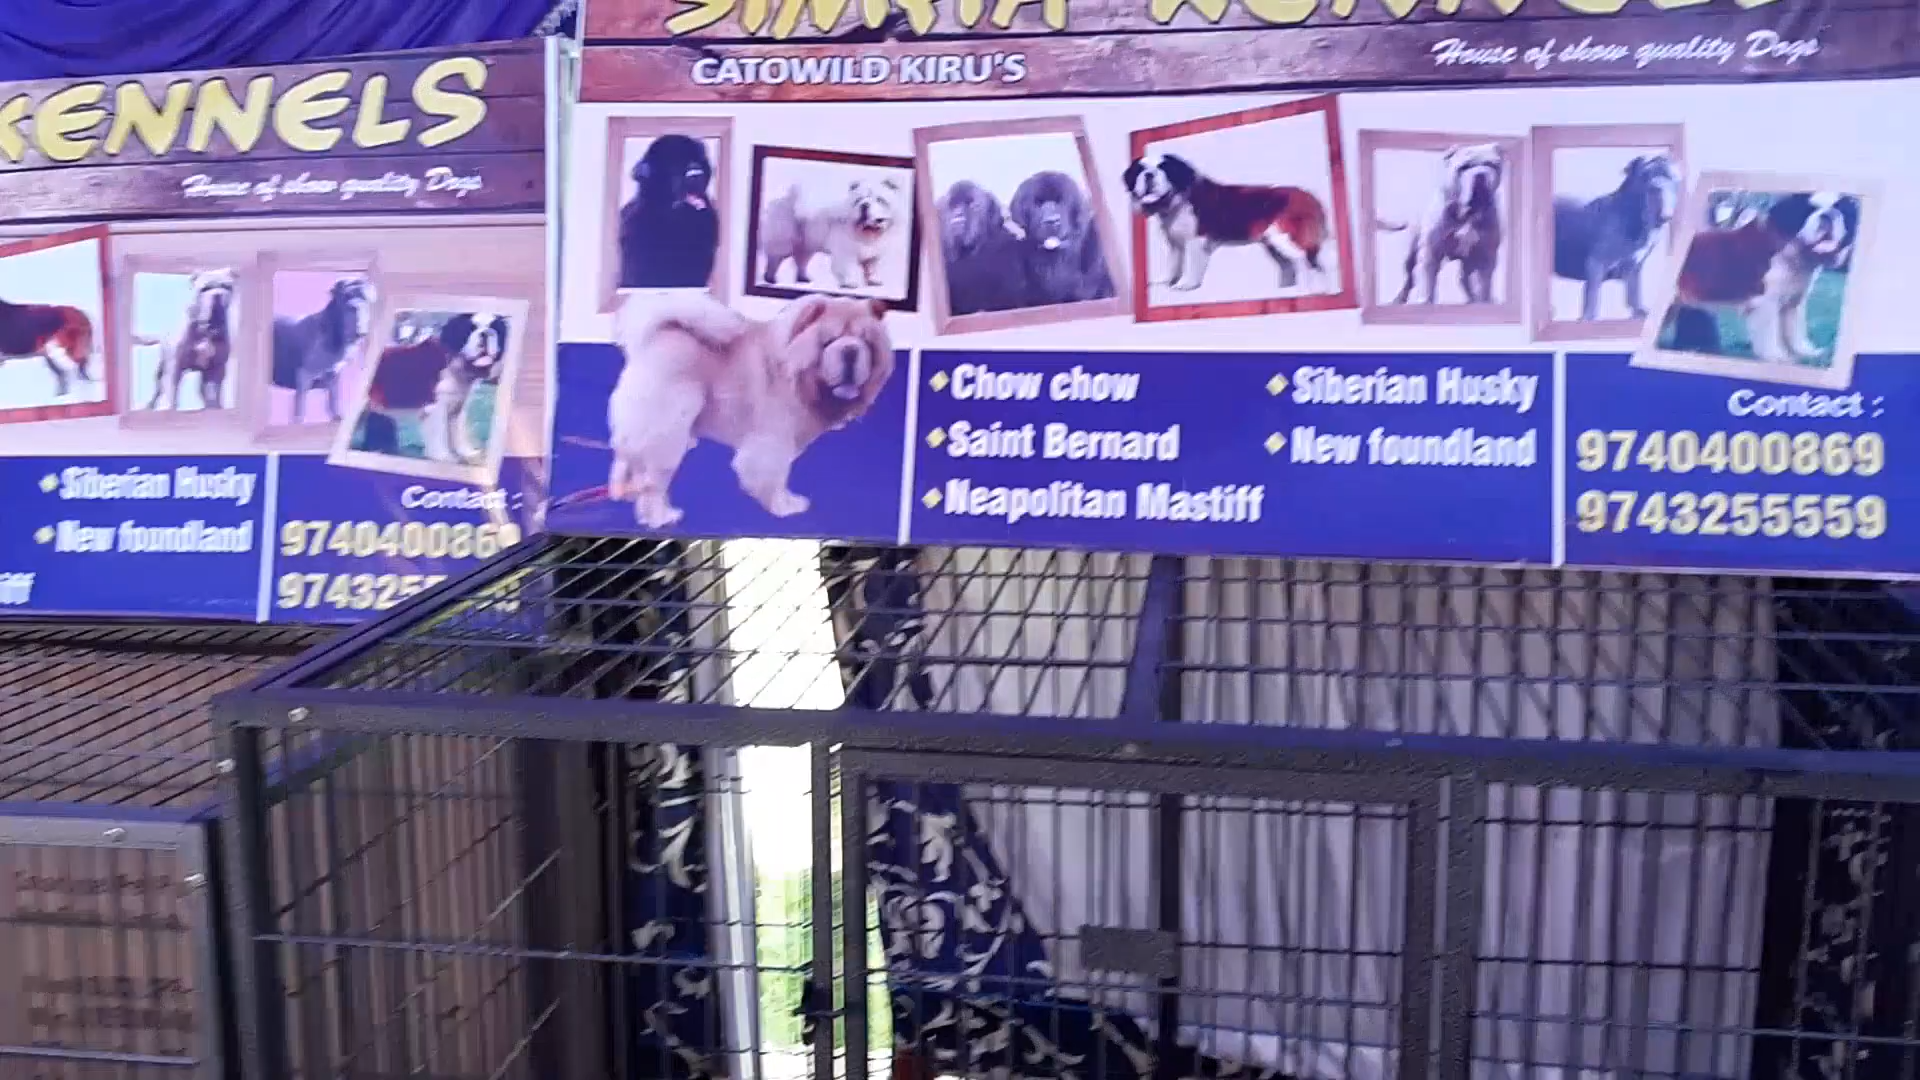 KENNELS
House of show quality Dogs
Siberian Husky
New foundland
Contact :
9740400869
KENNELS
CATOWILD KIRU'S
House of show quality Dogs
Chow chow
Saint Bernard
Neapolitan Mastiff
Siberian Husky
New foundland
Contact :
9740400869
9743255559